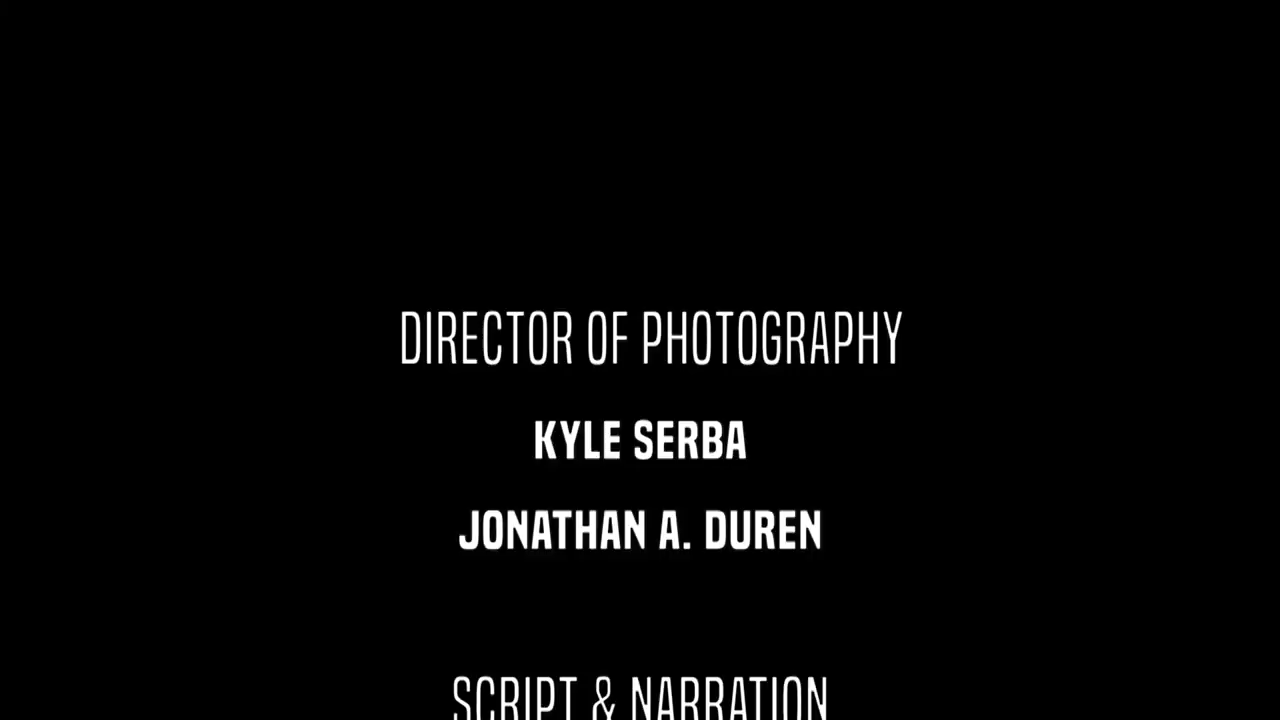 DIRECTOR OF PHOTOGRAPHY
KYLE SERBA
JONATHAN A. DUREN
SCRIPT & NARRATION